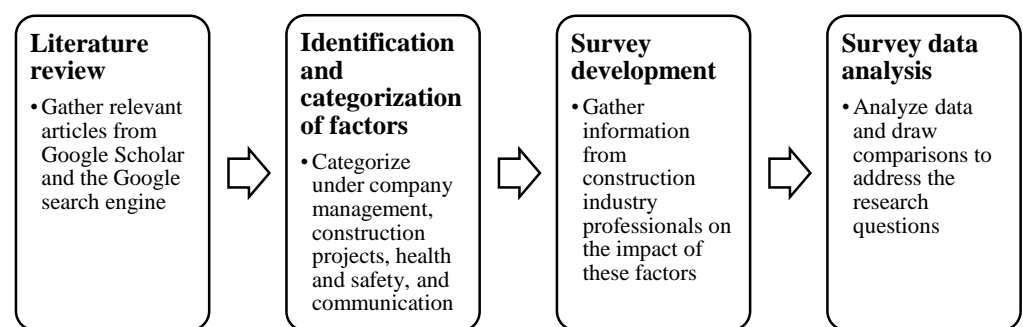 Literature
review
• Gather relevant
articles from
Google Scholar
and the Google
search engine
Identification
and
categorization
of factors
• Categorize
under company
management,
construction
projects, health
and safety, and
communication
Survey
development
• Gather
information
from
construction
industry
professionals on
the impact of
these factors
Survey data
analysis
• Analyze data
and draw
comparisons to
address the
research
questions